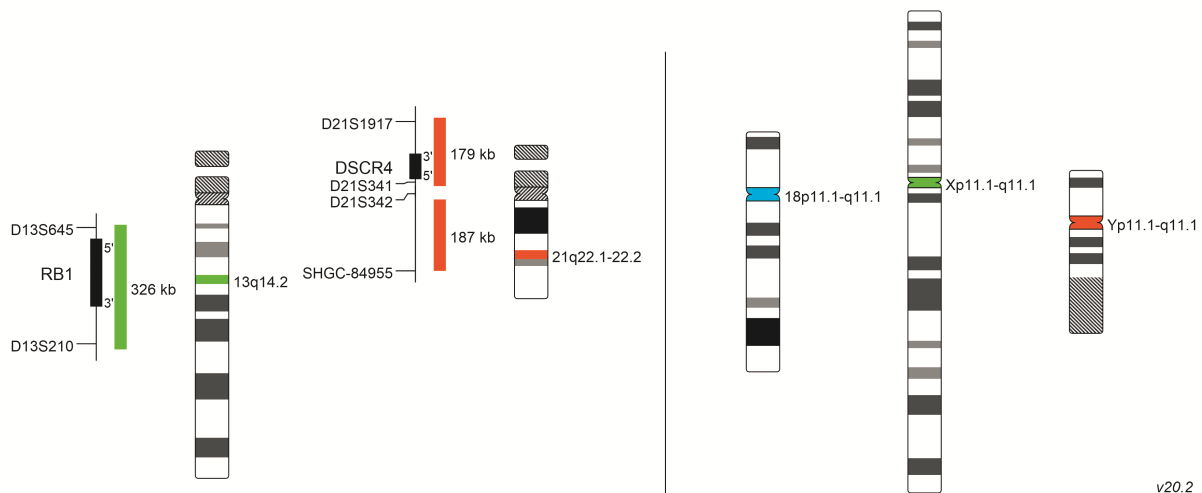 D13S645
5'
RB1
3'
326 kb
D13S210
13q14.2
D21S1917
3'
DSCR4
5'
179 kb
D21S341
D21S342
187 kb
SHGC-84955
21q22.1-22.2
18p11.1-q11.1
Xp11.1-q11.1
Yp11.1-q11.1
v20.2